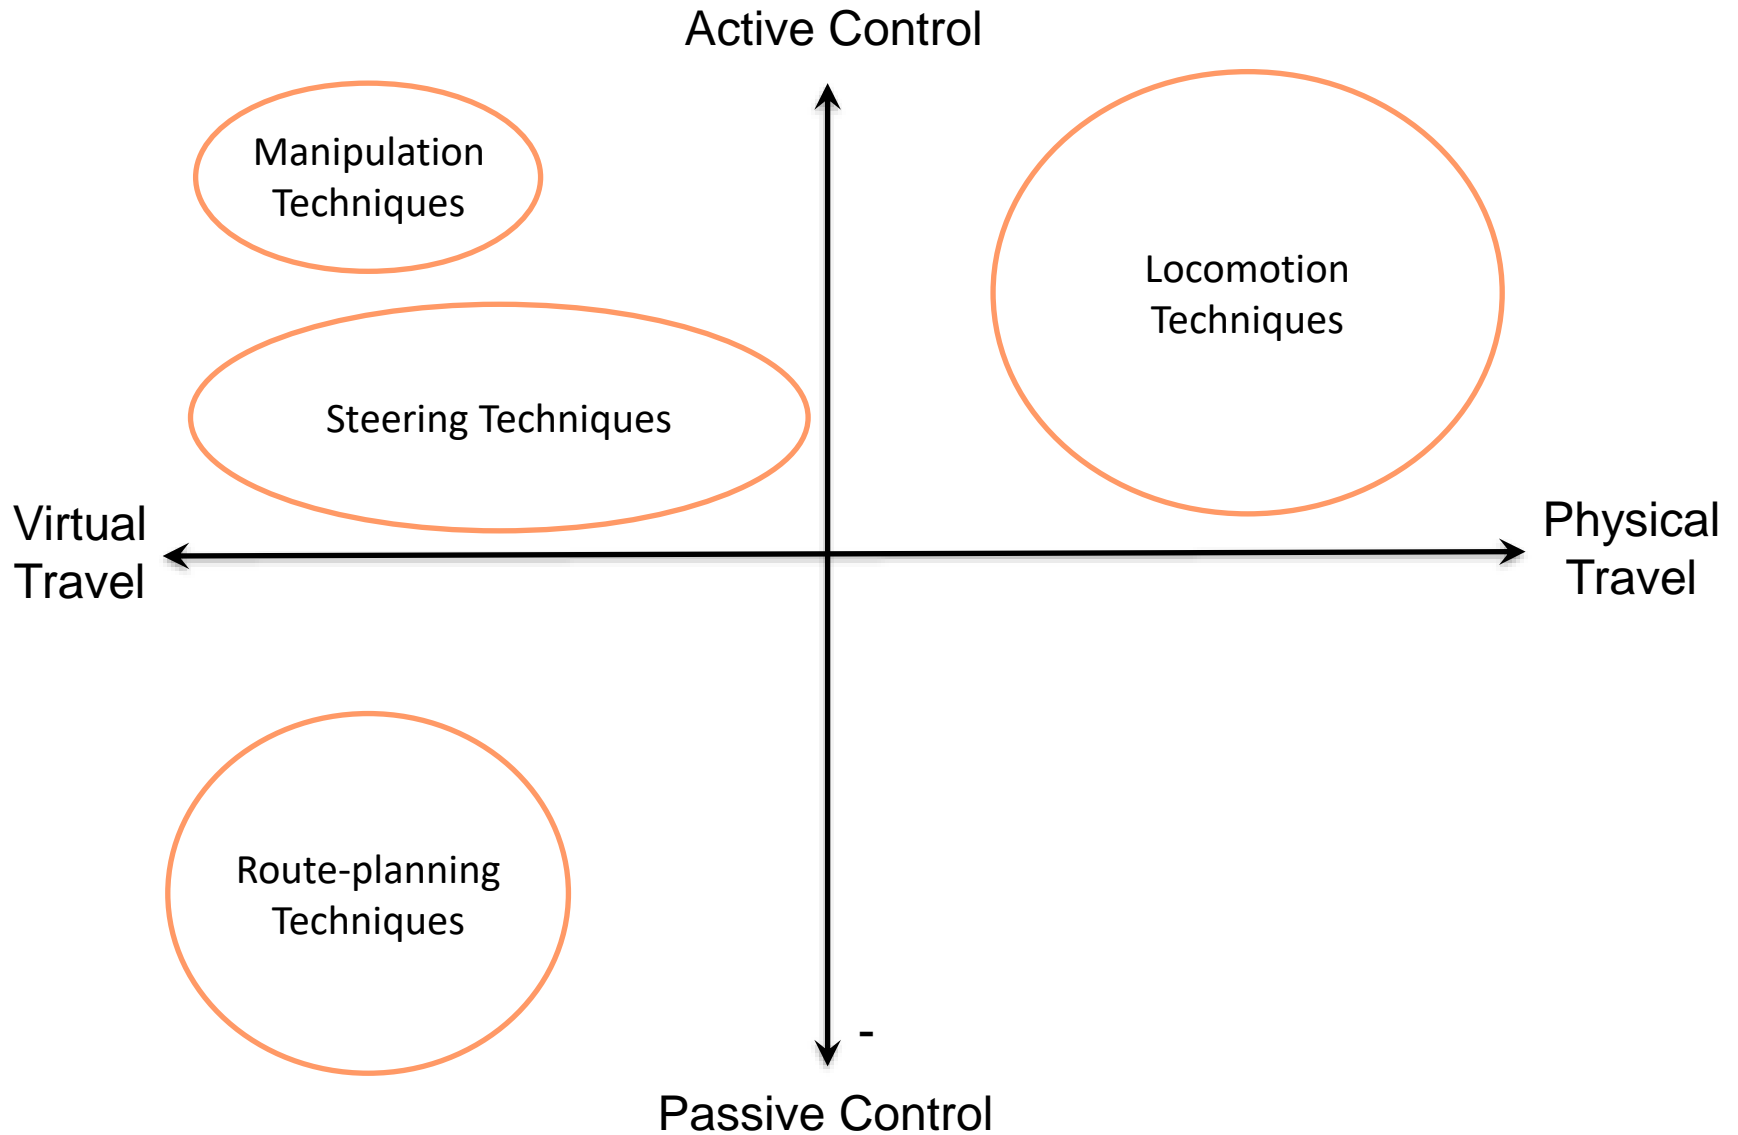 Active Control
Manipulation
Techniques
Locomotion
Techniques
Steering Techniques
Virtual
Travel
Physical
Travel
Route-planning
Techniques
-
Passive Control